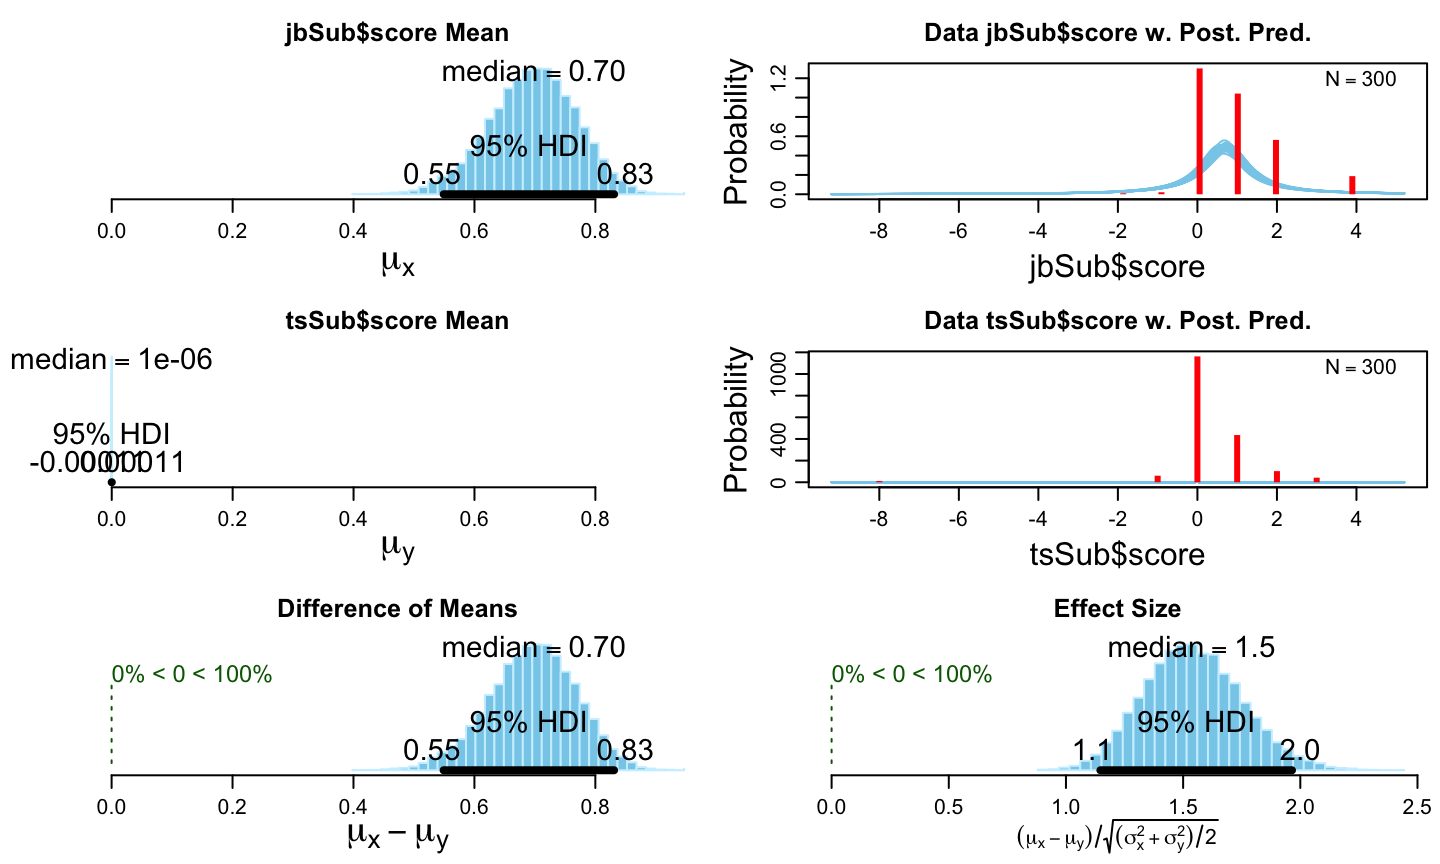 jbSub$score Mean
median = 0.70
95% HDI
0.55 0.83
0.0 0.2 0.4 0.6 0.8
μx
Data jbSub$score w. Post. Pred.
N = 300
Probability
0.0 0.6 1.2
-8 -6 -4 -2 0 2 4
jbSub$score
tsSub$score Mean
median = 1e-06
95% HDI
0.0 0.2 0.4 0.6 0.8
μy
Data tsSub$score w. Post. Pred.
N = 300
Probability
0 400 1000
-8 -6 -4 -2 0 2 4
tsSub$score
Difference of Means
median = 0.70
0% < 0 < 100%
95% HDI
0.55 0.83
0.0 0.2 0.4 0.6 0.8
μx − μy
Effect Size
median = 1.5
0% < 0 < 100%
95% HDI
1.1 2.0
0.0 0.5 1.0 1.5 2.0 2.5
(μx − μy)/√(σx² + σy²)/2